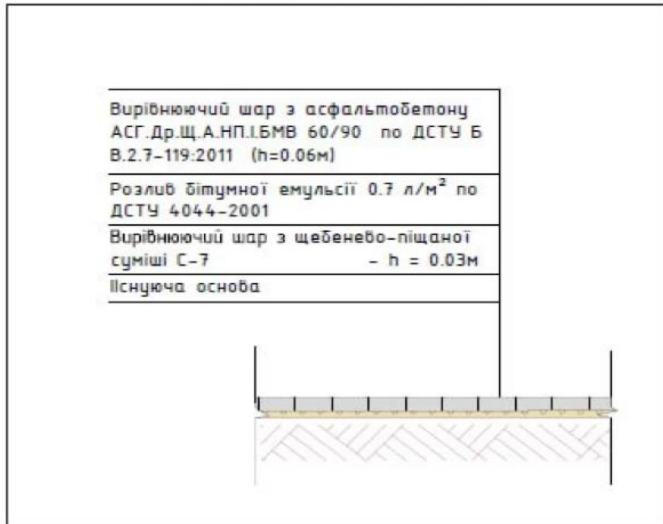 Вирівнюючий шар з асфальтобетону
АСГ.Др.Щ.А.НП.І.БМВ 60/90 по ДСТУ Б
В.2.7-119:2011 (h=0.06м)
Розлив бітумної емульсії 0.7 л/м² по
ДСТУ 4044-2001
Вирівнюючий шар з щебенево-піщаної
суміші С-7 - h = 0.03м
ІІснуюча основа